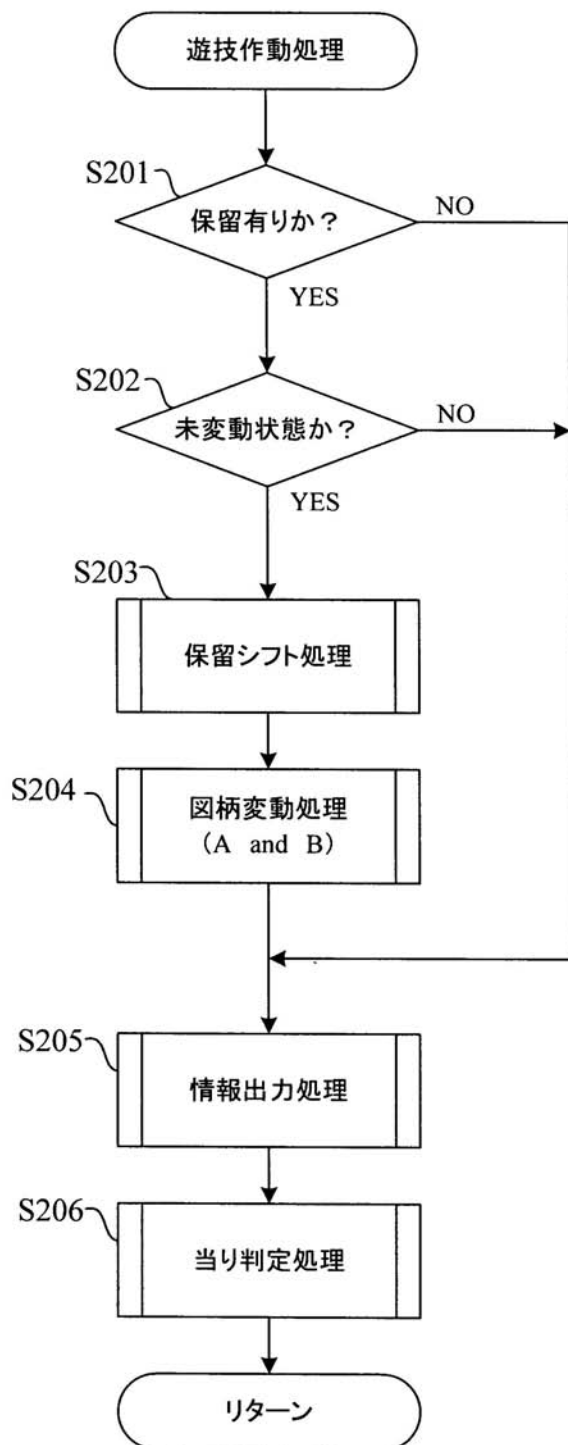 遊技作動処理
S201
保留有りか？
NO
YES
S202
未変動状態か？
NO
YES
S203
保留シフト処理
S204
図柄変動処理
（A and B）
S205
情報出力処理
S206
当り判定処理
リターン